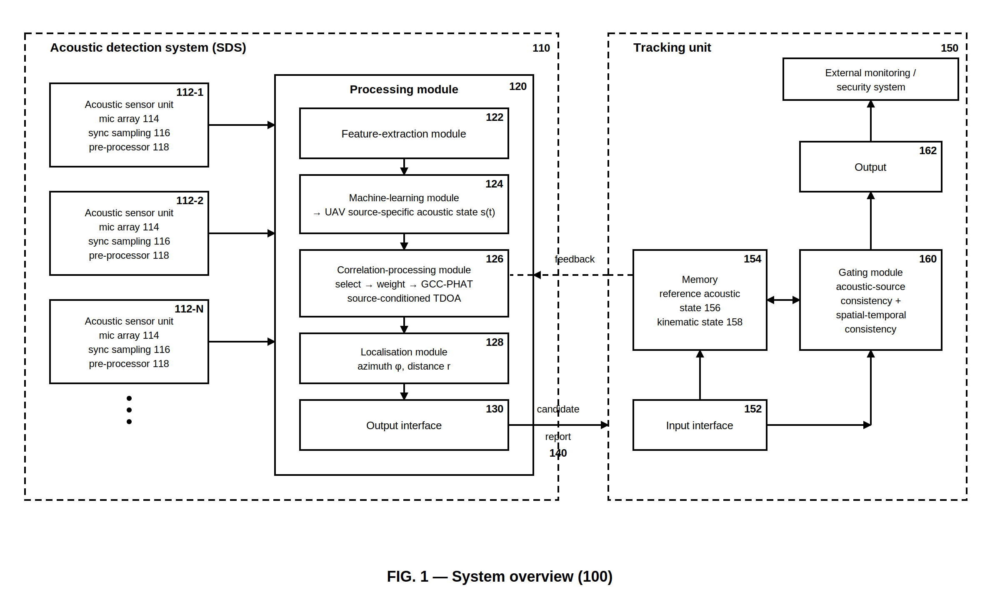 Acoustic detection system (SDS)
110
112-1
Acoustic sensor unit
mic array 114
sync sampling 116
pre-processor 118
112-2
Acoustic sensor unit
mic array 114
sync sampling 116
pre-processor 118
112-N
Acoustic sensor unit
mic array 114
sync sampling 116
pre-processor 118
Processing module
120
122
Feature-extraction module
124
Machine-learning module
→ UAV source-specific acoustic state s(t)
126
Correlation-processing module
select → weight → GCC-PHAT
source-conditioned TDOA
128
Localisation module
azimuth φ, distance r
130
Output interface
feedback
candidate
report
140
Tracking unit
150
External monitoring /
security system
162
Output
154
Memory
reference acoustic
state 156
kinematic state 158
160
Gating module
acoustic-source
consistency +
spatial-temporal
consistency
152
Input interface
FIG. 1 — System overview (100)